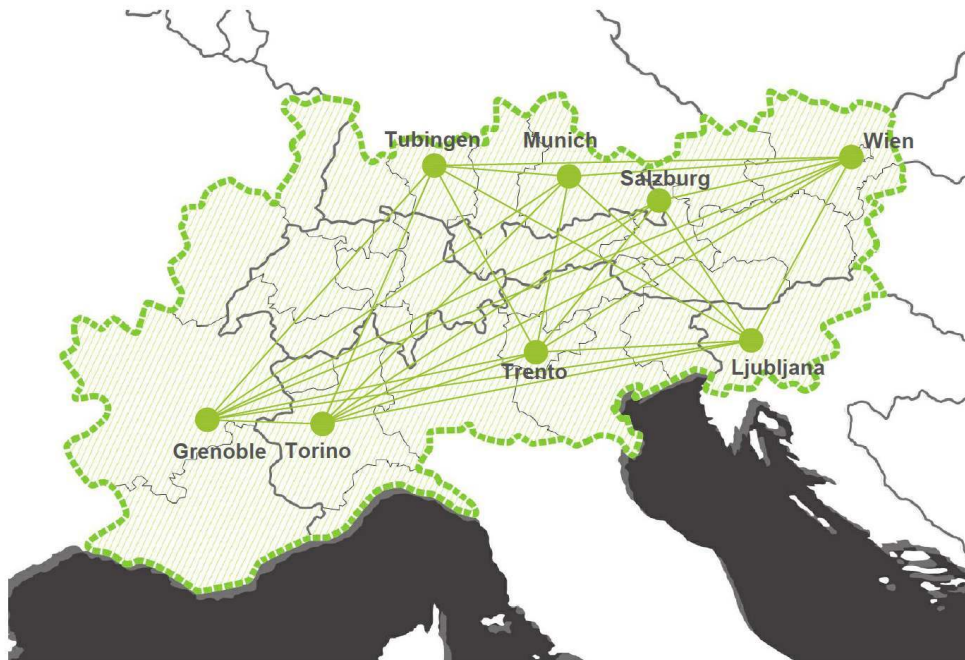 Tubingen
Munich
Wien
Salzburg
Trento
Ljubljana
Grenoble
Torino